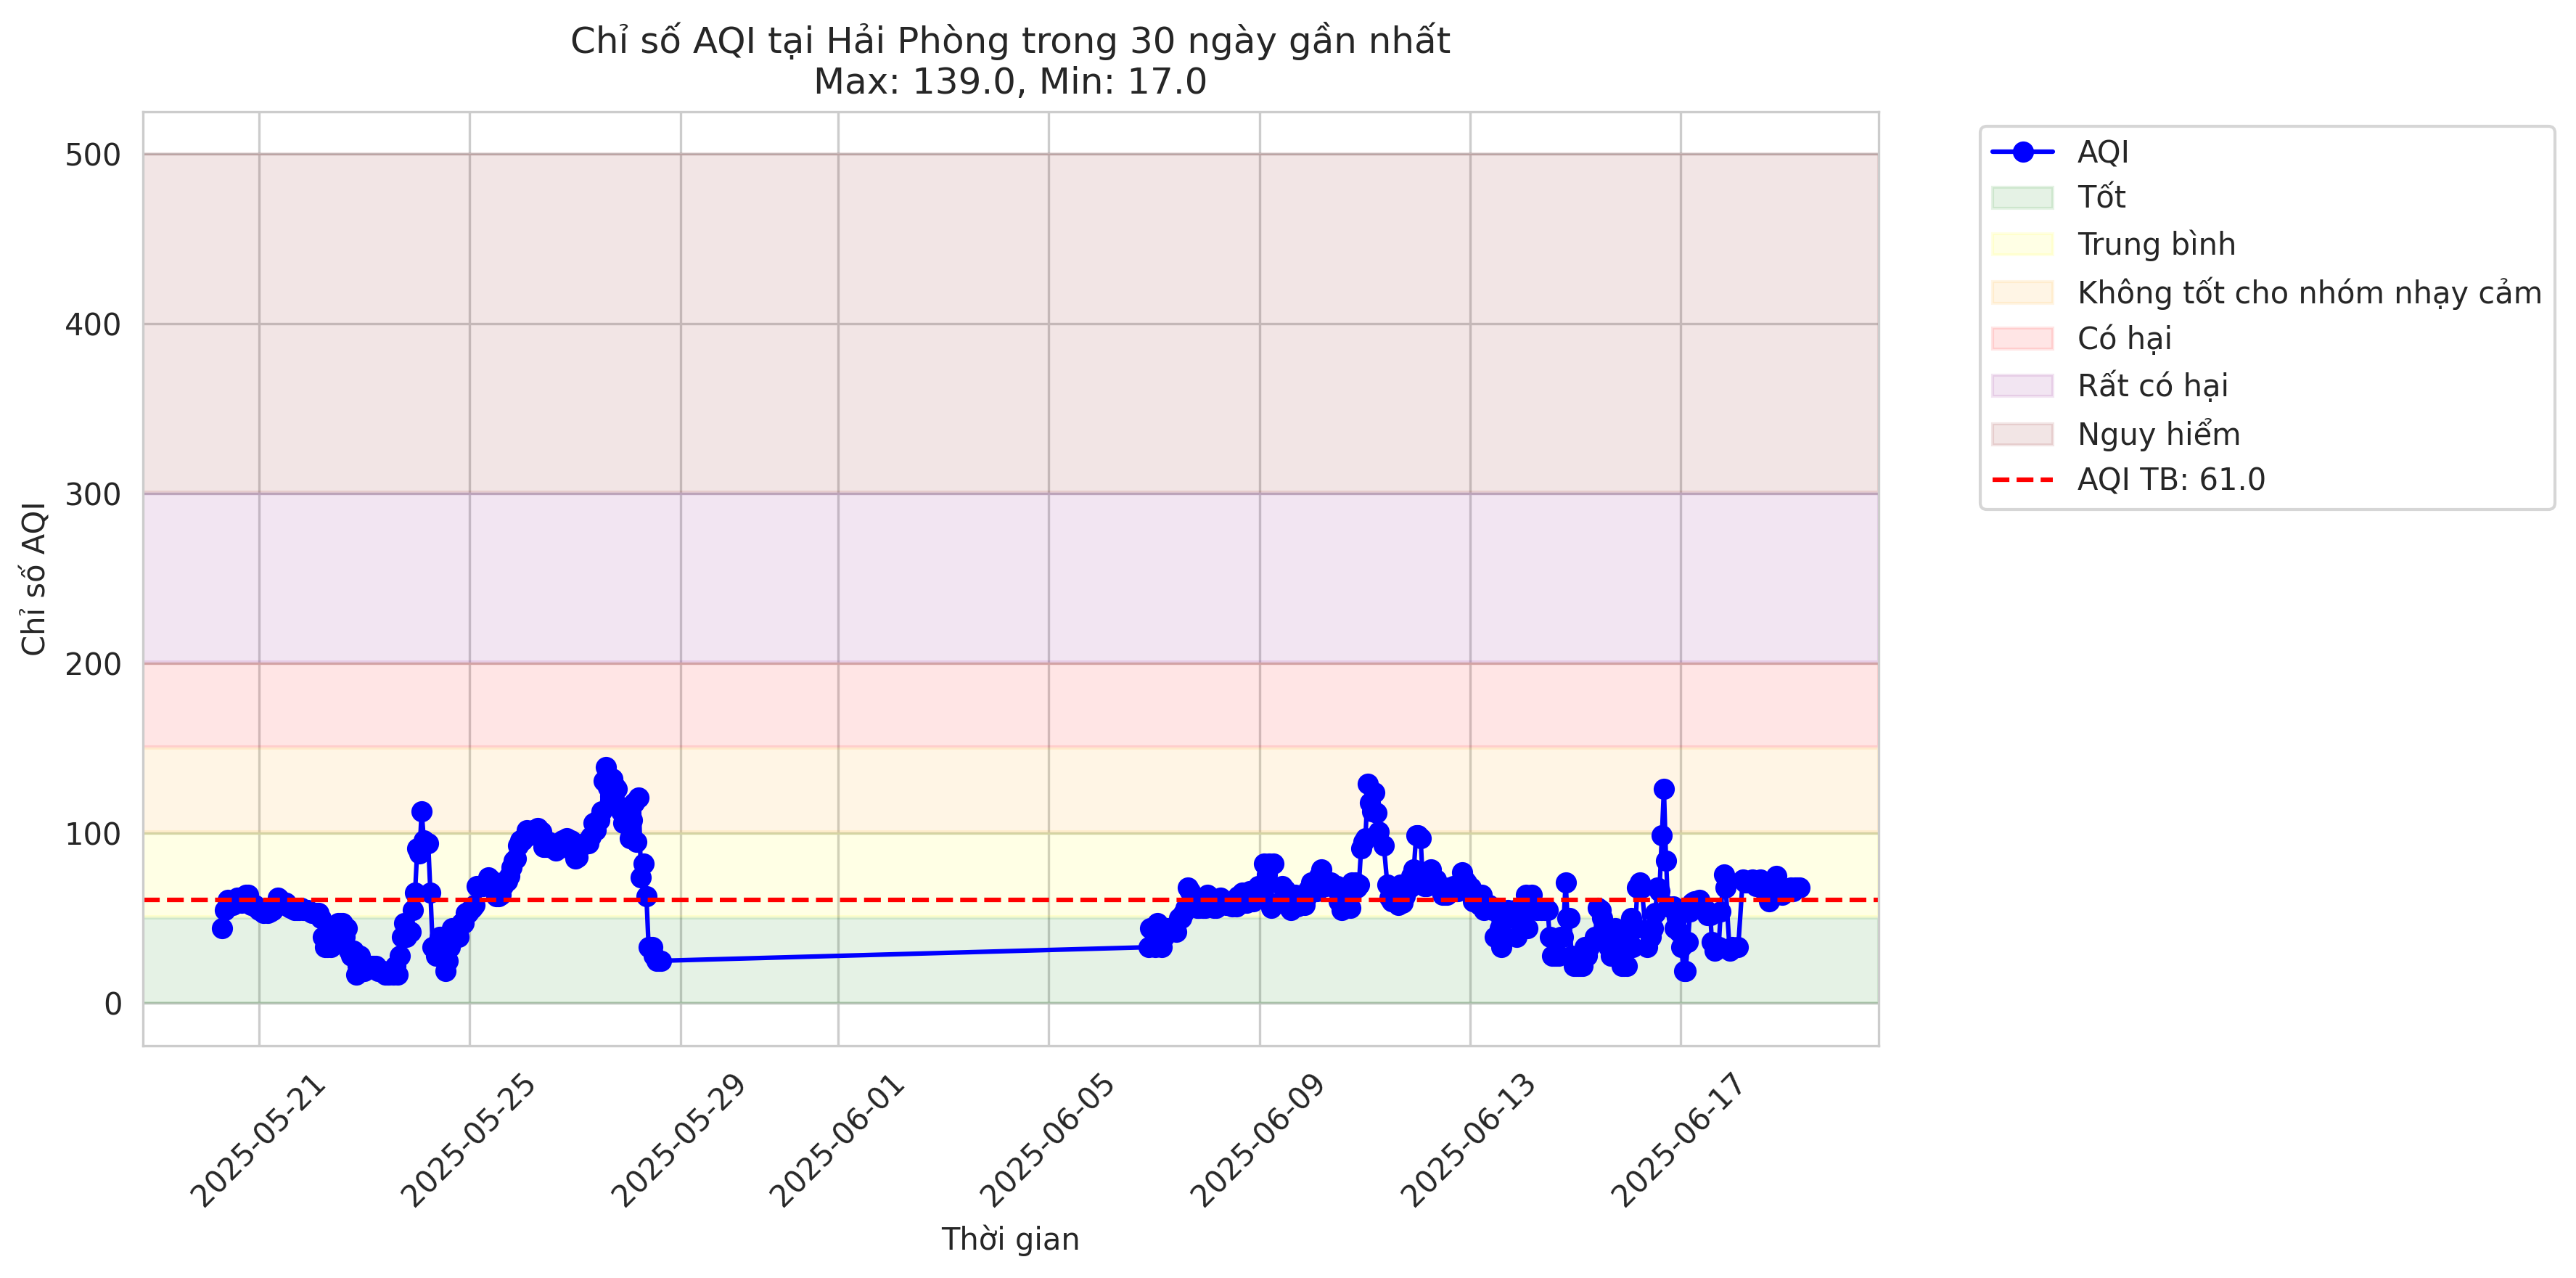 Chỉ số AQI tại Hải Phòng trong 30 ngày gần nhất
Max: 139.0, Min: 17.0
Chỉ số AQI
500
400
300
200
100
0
2025-05-21
2025-05-25
2025-05-29
2025-06-01
2025-06-05
2025-06-09
2025-06-13
2025-06-17
Thời gian
AQI
Tốt
Trung bình
Không tốt cho nhóm nhạy cảm
Có hại
Rất có hại
Nguy hiểm
AQI TB: 61.0